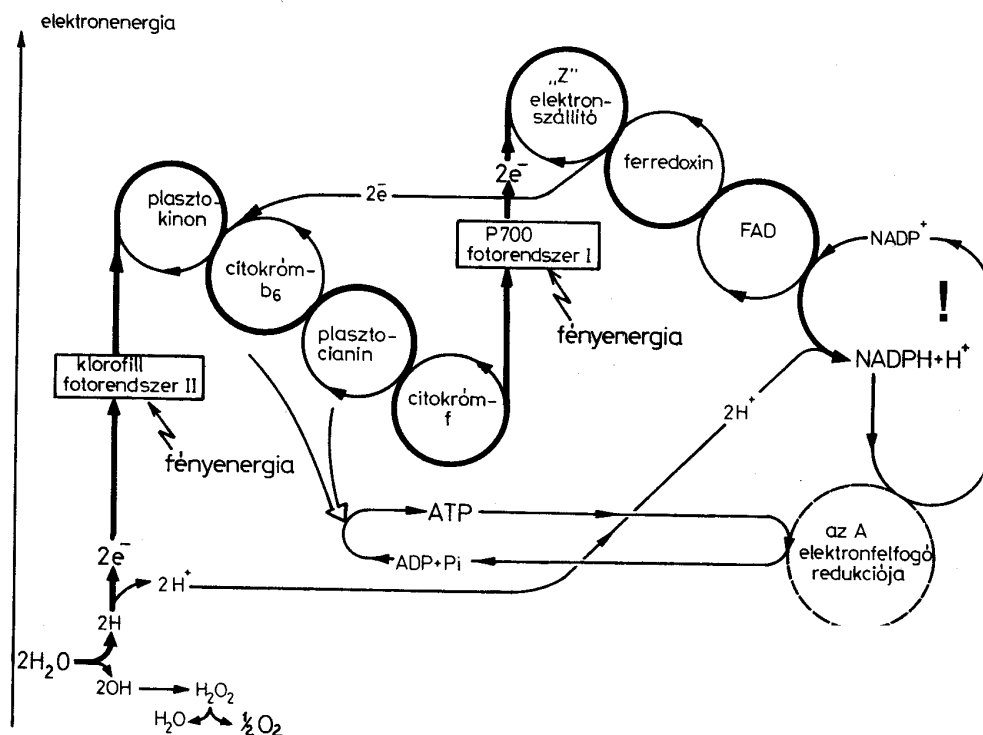 elektronenergia
„Z"
elektron-
szállító
2e⁻
ferredoxin
plaszto-
kinon
2e̅
P700
fotorendszer I
FAD
NADP⁺
citokróm-
b₆
!
fényenergia
plaszto-
cianin
NADPH+H⁺
klorofill
fotorendszer II
citokróm-
f
2H⁺
fényenergia
ATP
az A
elektronfelfogó
redukciója
2e⁻
ADP+Pi
2H⁺
2H
2H₂O
2OH
H₂O₂
H₂O
½O₂